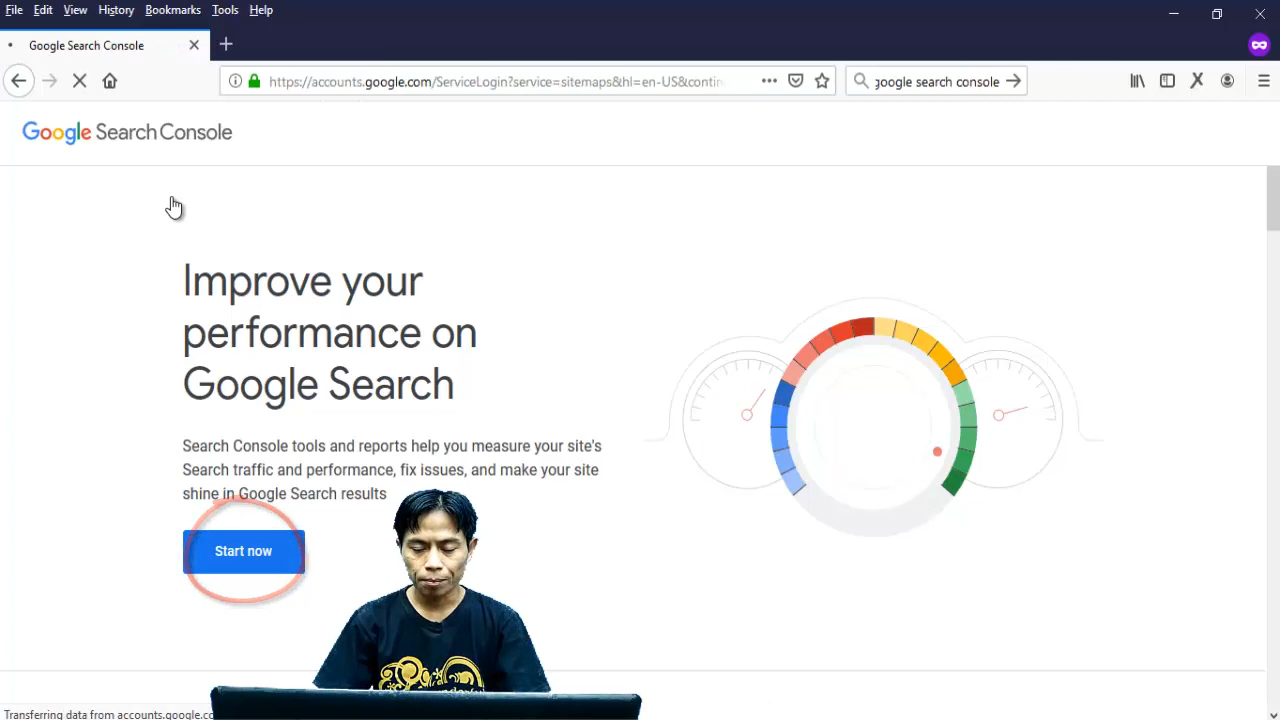 File Edit View History Bookmarks Tools Help
Google Search Console
https://accounts.google.com/ServiceLogin?service=sitemaps&hl=en-US&contin
google search console
Google Search Console
Improve your
performance on
Google Search
Search Console tools and reports help you measure your site's
Search traffic and performance, fix issues, and make your site
shine in Google Search results
Start now
Transferring data from accounts.google.co